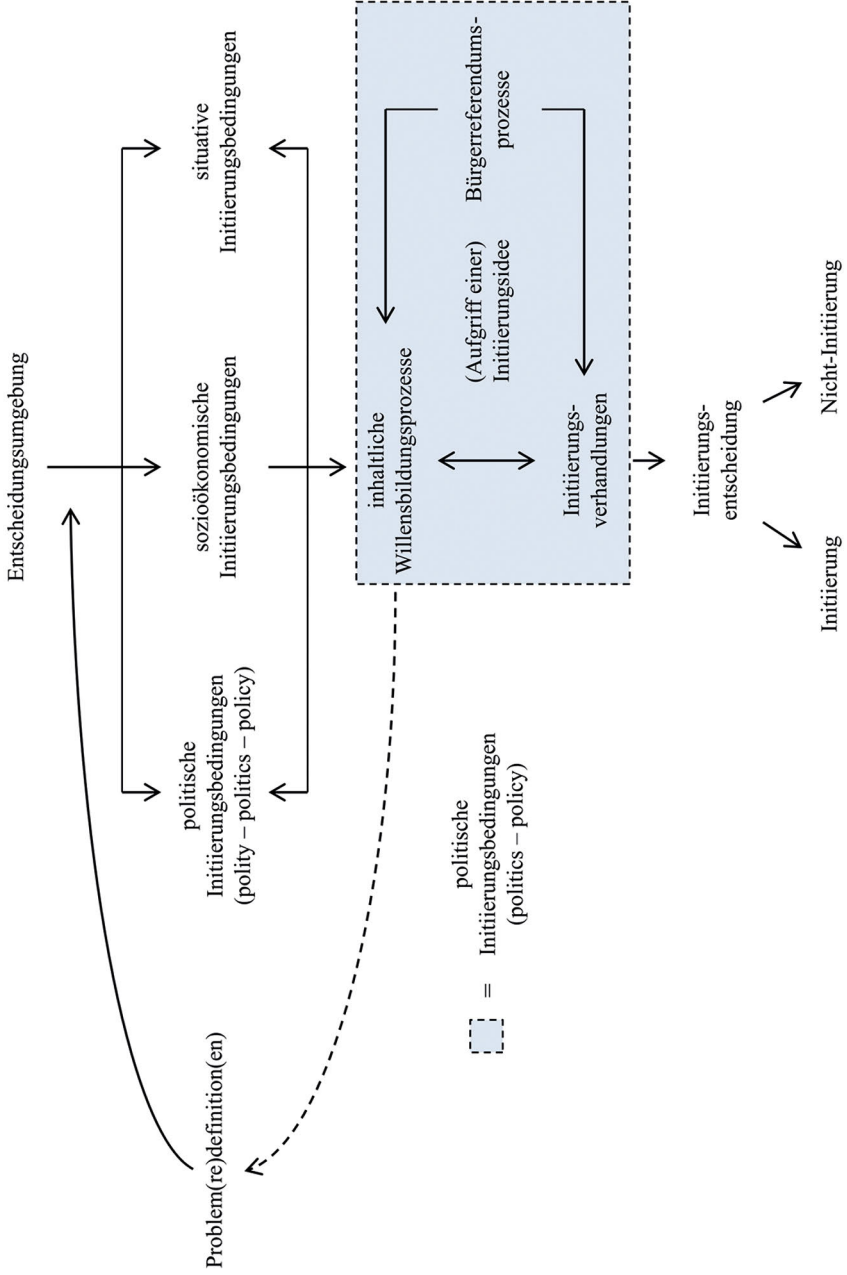 Entscheidungsumgebung
Problem(re)definition(en)
politische
Initiierungsbedingungen
(polity – politics – policy)
sozioökonomische
Initiierungsbedingungen
situative
Initiierungsbedingungen
inhaltliche
Willensbildungsprozesse
(Aufgriff einer)
Initiierungsidee
Bürgerreferendums-
prozesse
Initiierungs-
verhandlungen
=
politische
Initiierungsbedingungen
(politics – policy)
Initiierungs-
entscheidung
Initiierung
Nicht-Initiierung